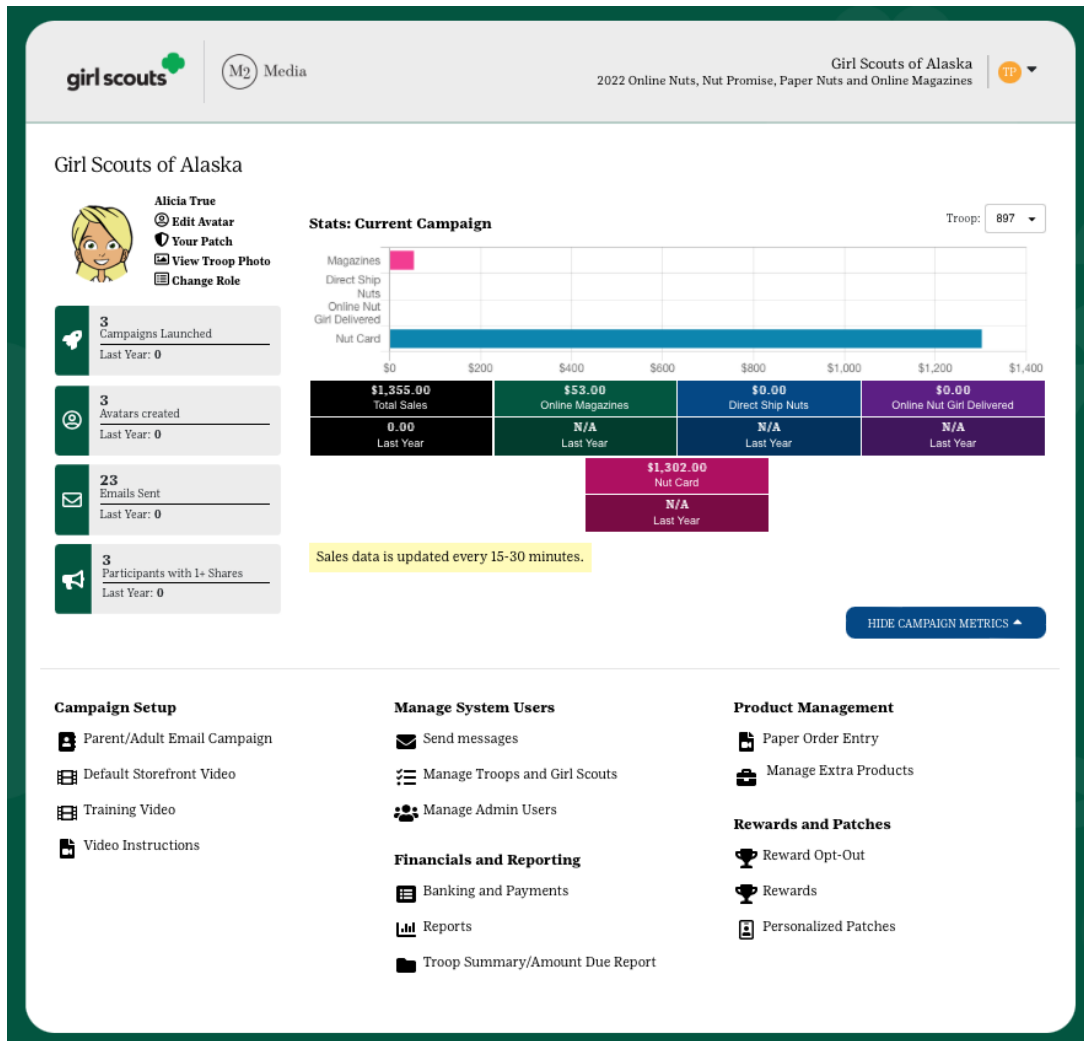 girl scouts
M2 Media
Girl Scouts of Alaska
2022 Online Nuts, Nut Promise, Paper Nuts and Online Magazines
TP
Girl Scouts of Alaska
Alicia True
Edit Avatar
Your Patch
View Troop Photo
Change Role
3
Campaigns Launched
Last Year: 0
3
Avatars created
Last Year: 0
23
Emails Sent
Last Year: 0
3
Participants with 1+ Shares
Last Year: 0
Stats: Current Campaign
Troop: 897
Magazines
Direct Ship
Nuts
Online Nut
Girl Delivered
Nut Card
$0 $200 $400 $600 $800 $1,000 $1,200 $1,400
$1,355.00 $53.00 $0.00 $0.00
Total Sales Online Magazines Direct Ship Nuts Online Nut Girl Delivered
0.00 N/A N/A N/A
Last Year Last Year Last Year Last Year
$1,302.00
Nut Card
N/A
Last Year
Sales data is updated every 15-30 minutes.
HIDE CAMPAIGN METRICS
Campaign Setup
Parent/Adult Email Campaign
Default Storefront Video
Training Video
Video Instructions
Manage System Users
Send messages
Manage Troops and Girl Scouts
Manage Admin Users
Financials and Reporting
Banking and Payments
Reports
Troop Summary/Amount Due Report
Product Management
Paper Order Entry
Manage Extra Products
Rewards and Patches
Reward Opt-Out
Rewards
Personalized Patches